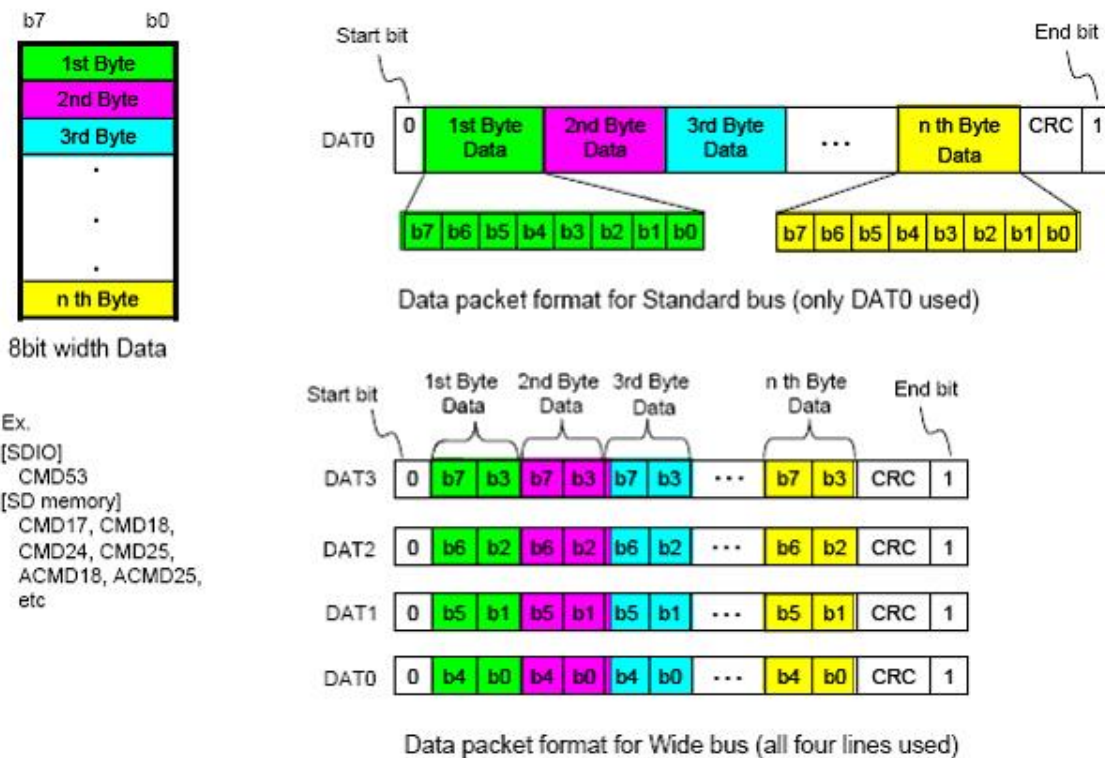 b7 b0
1st Byte
2nd Byte
3rd Byte
.
.
.
n th Byte
8bit width Data
Ex.
[SDIO]
CMD53
[SD memory]
CMD17, CMD18,
CMD24, CMD25,
ACMD18, ACMD25,
etc
Start bit End bit
DAT0 0 1st Byte Data 2nd Byte Data 3rd Byte Data ... n th Byte Data CRC 1
b7 b6 b5 b4 b3 b2 b1 b0 b7 b6 b5 b4 b3 b2 b1 b0
Data packet format for Standard bus (only DAT0 used)
Start bit 1st Byte Data 2nd Byte Data 3rd Byte Data n th Byte Data End bit
DAT3 0 b7 b3 b7 b3 b7 b3 ... b7 b3 CRC 1
DAT2 0 b6 b2 b6 b2 b6 b2 ... b6 b2 CRC 1
DAT1 0 b5 b1 b5 b1 b5 b1 ... b5 b1 CRC 1
DAT0 0 b4 b0 b4 b0 b4 b0 ... b4 b0 CRC 1
Data packet format for Wide bus (all four lines used)